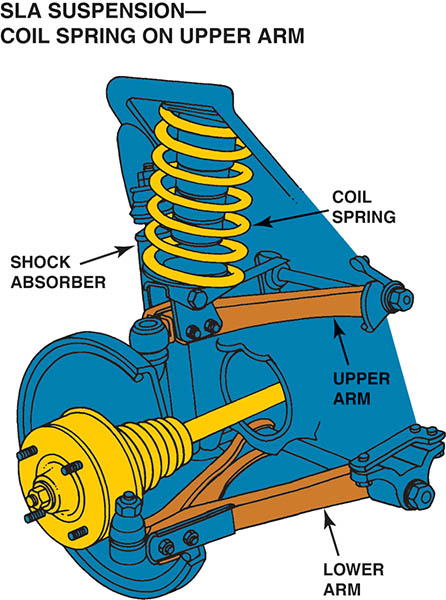 SLA SUSPENSION—
COIL SPRING ON UPPER ARM
COIL
SPRING
SHOCK
ABSORBER
UPPER
ARM
LOWER
ARM